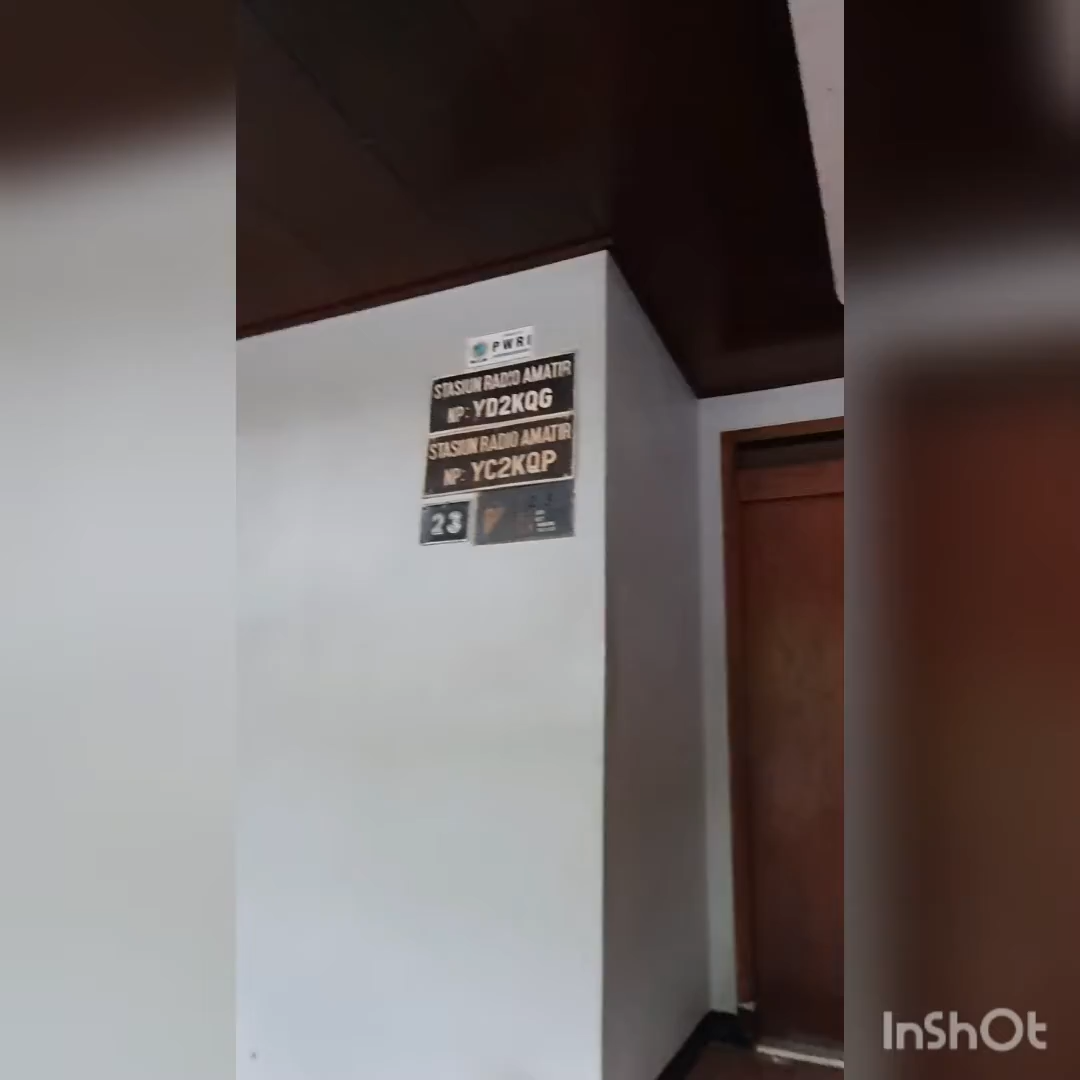 PWRI
STASIUN RADIO AMATIR
NP: YD2KQG
STASIUN RADIO AMATIR
NP: YC2KQP
23
InShOt